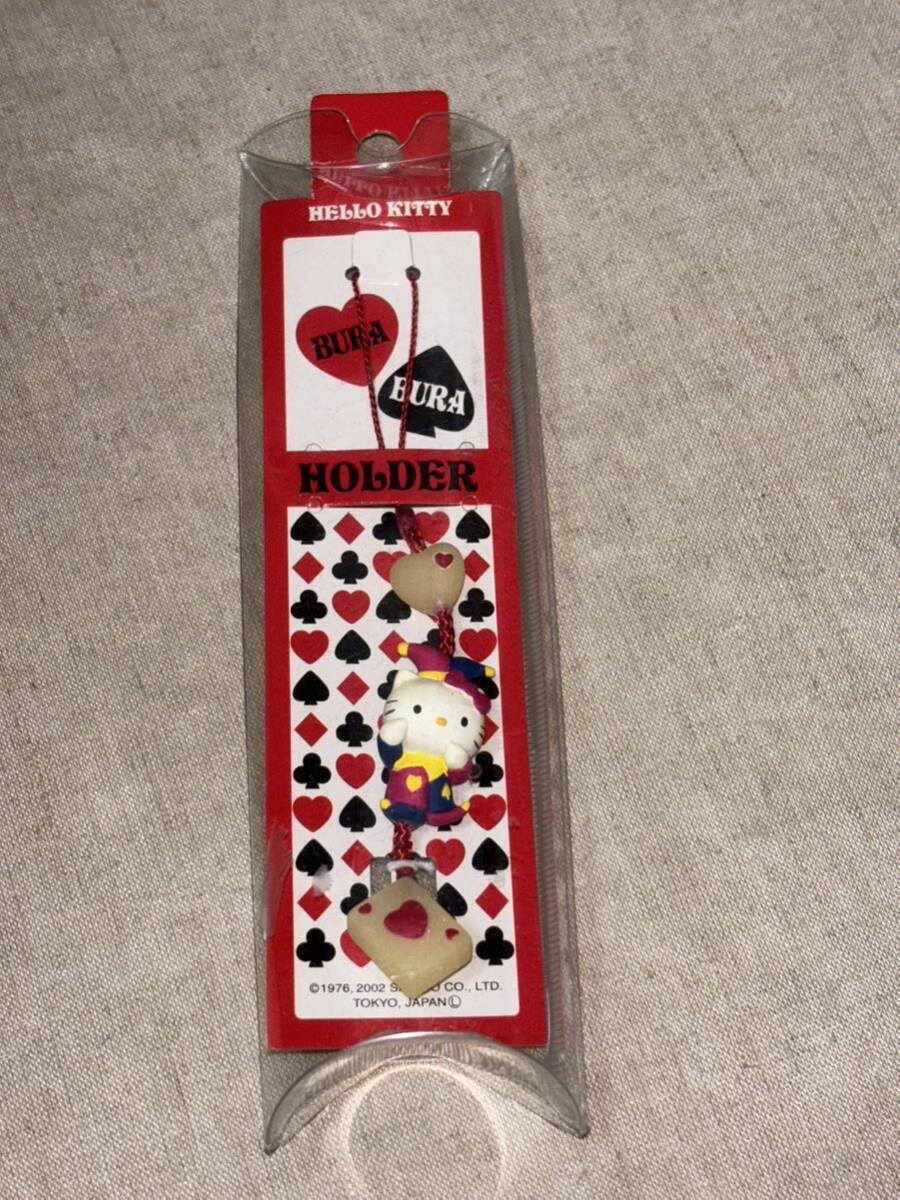 HELLO KITTY
BURA
BURA
HOLDER
©1976, 2002 CO., LTD.
TOKYO, JAPAN Ⓛ